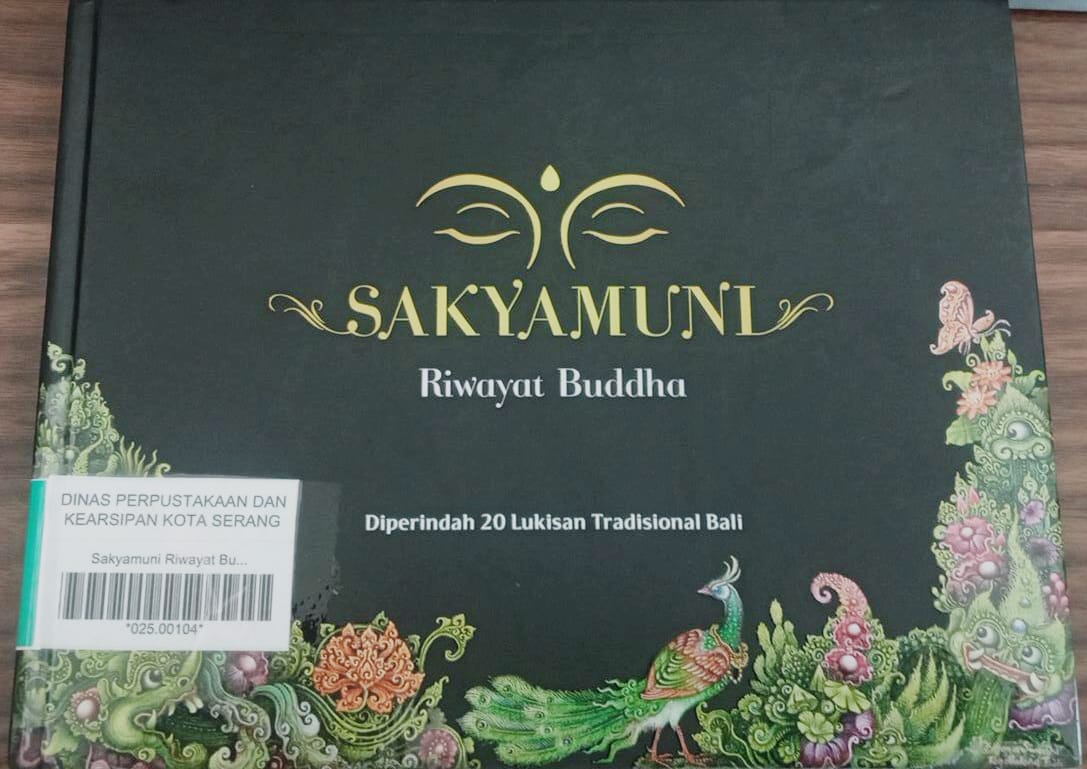 SAKYAMUNI
Riwayat Buddha
Diperindah 20 Lukisan Tradisional Bali
DINAS PERPUSTAKAAN DAN
KEARSIPAN KOTA SERANG
Sakyamuni Riwayat Bu...
*025.00104*